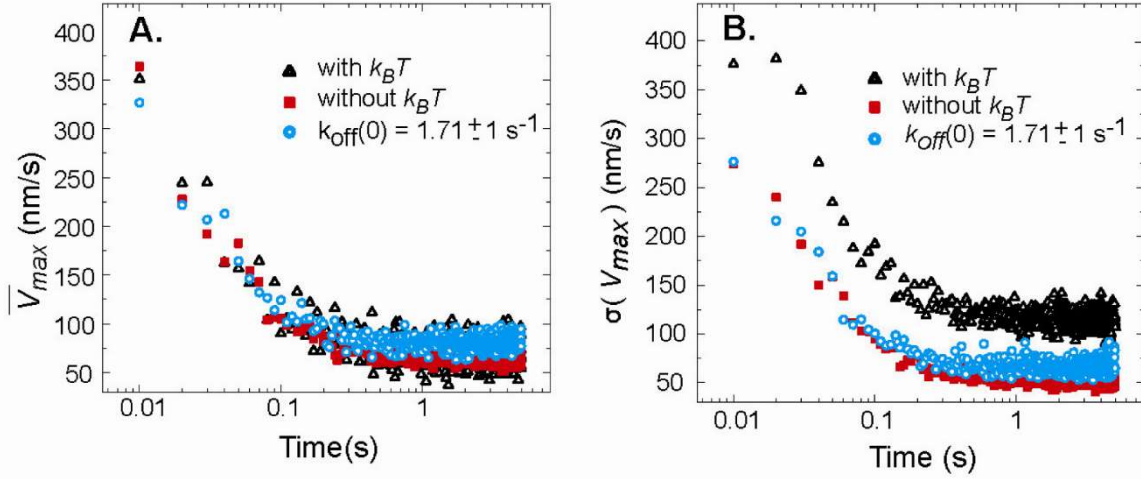 A.
400
350
300
250
200
150
100
50
V̅max (nm/s)
with kBT
without kBT
koff(0) = 1.71 ± 1 s-1
0.01
0.1
1
Time(s)
B.
400
350
300
250
200
150
100
50
σ( Vmax ) (nm/s)
with kBT
without kBT
koff(0) = 1.71 ± 1 s-1
0.01
0.1
1
Time (s)